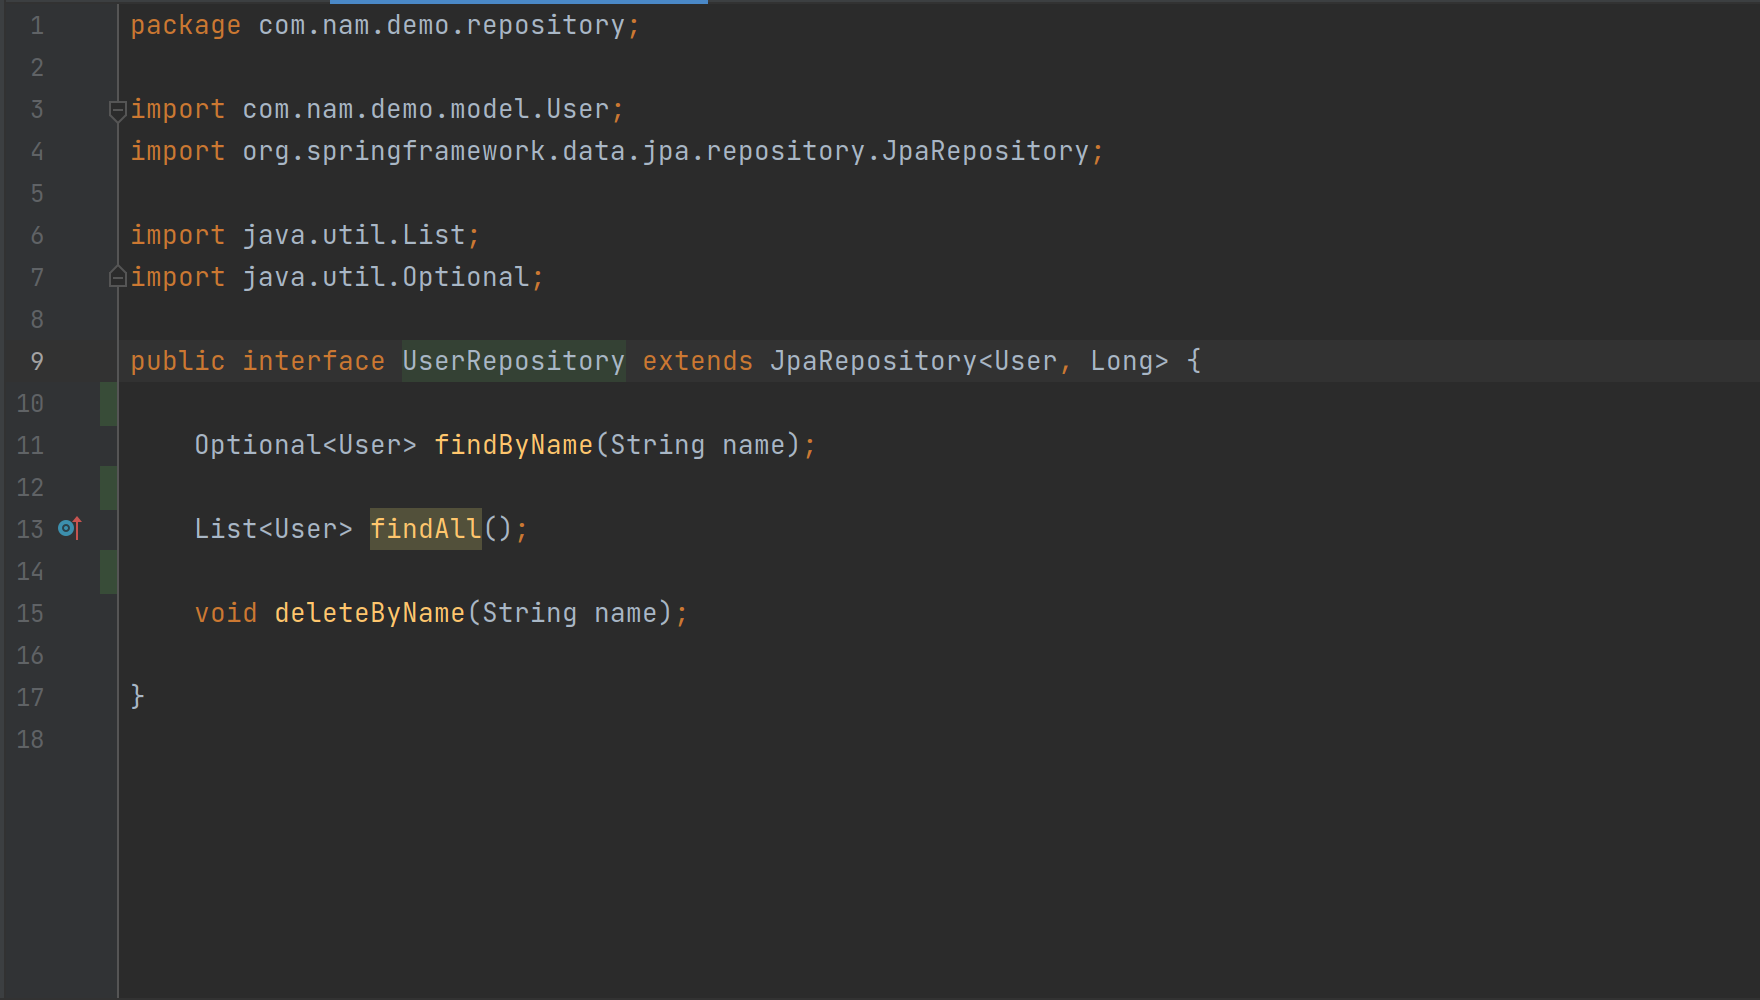 1 package com.nam.demo.repository;
2
3 import com.nam.demo.model.User;
4 import org.springframework.data.jpa.repository.JpaRepository;
5
6 import java.util.List;
7 import java.util.Optional;
8
9 public interface UserRepository extends JpaRepository<User, Long> {
10
11     Optional<User> findByName(String name);
12
13     List<User> findAll();
14
15     void deleteByName(String name);
16
17 }
18